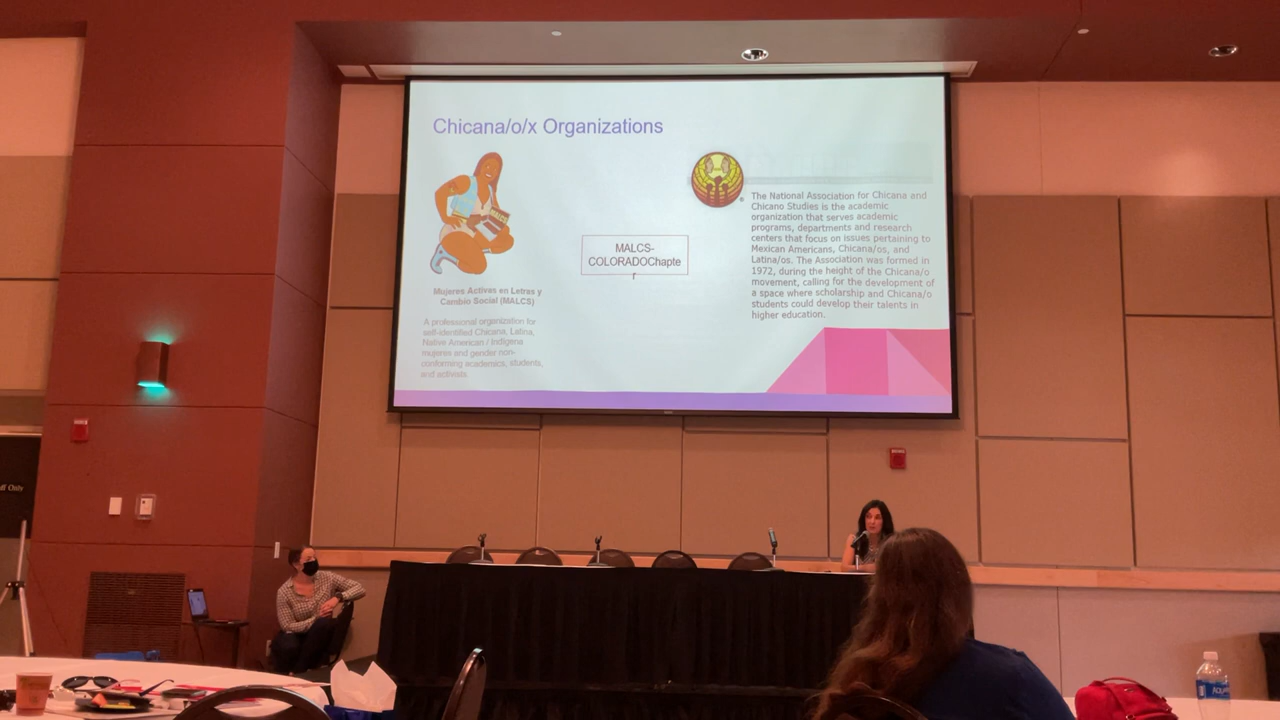 Chicana/o/x Organizations
Mujeres Activas en Letras y
Cambio Social (MALCS)
A professional organization for
self-identified Chicana, Latina,
Native American / Indígena
mujeres and gender non-
conforming academics, students,
and activists.
MALCS-
COLORADOChapte
r
The National Association for Chicana and
Chicano Studies is the academic
organization that serves academic
programs, departments and research
centers that focus on issues pertaining to
Mexican Americans, Chicana/os, and
Latina/os. The Association was formed in
1972, during the height of the Chicana/o
movement, calling for the development of
a space where scholarship and Chicana/o
students could develop their talents in
higher education.
Only